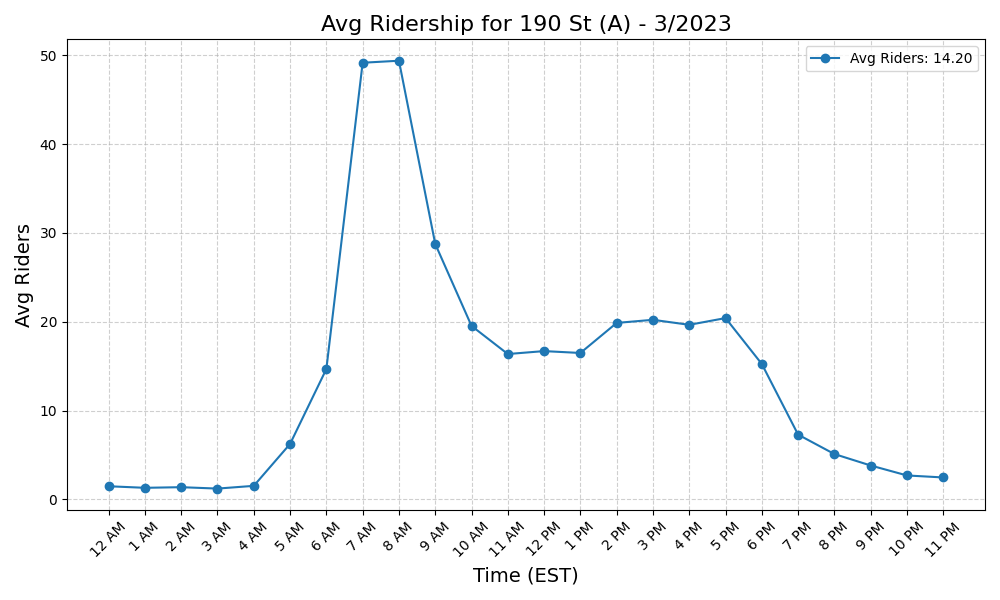 Avg Ridership for 190 St (A) - 3/2023
Avg Riders: 14.20
Avg Riders
50
40
30
20
10
0
12 AM
1 AM
2 AM
3 AM
4 AM
5 AM
6 AM
7 AM
8 AM
9 AM
10 AM
11 AM
12 PM
1 PM
2 PM
3 PM
4 PM
5 PM
6 PM
7 PM
8 PM
9 PM
10 PM
11 PM
Time (EST)